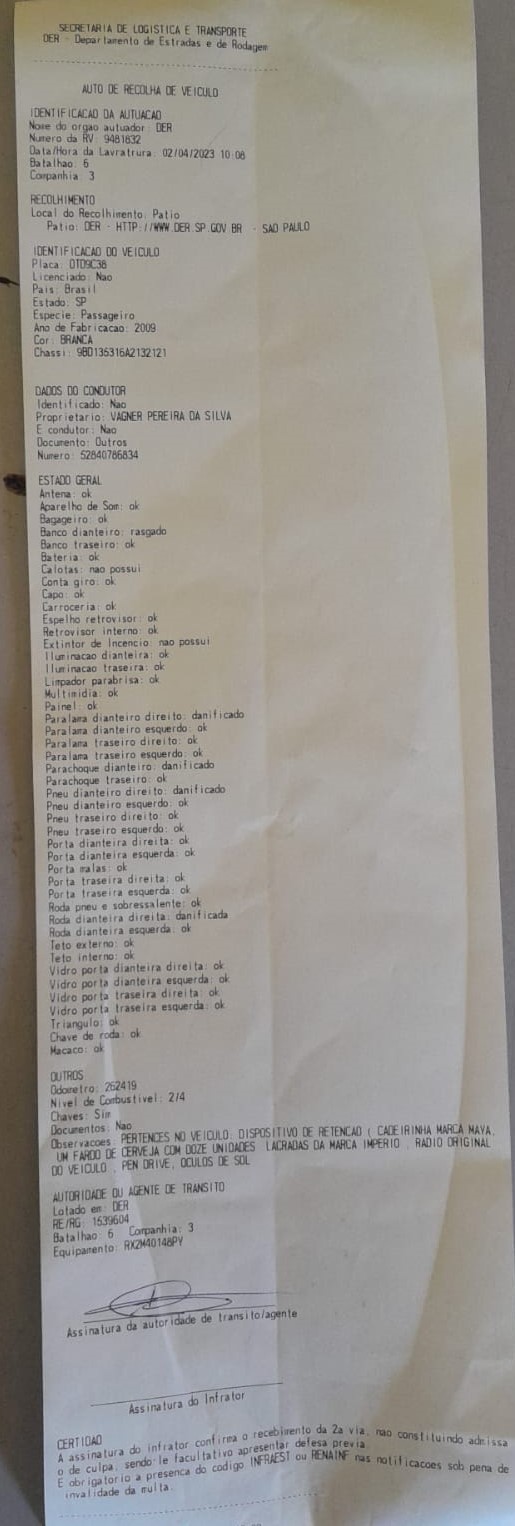 SECRETARIA DE LOGISTICA E TRANSPORTE
DER - Departamento de Estradas e de Rodagem
AUTO DE RECOLHA DE VEICULO
IDENTIFICACAO DA AUTUACAO
Nome do orgao autuador: DER
Numero da RV: 9481832
Data/Hora da Lavratrura: 02/04/2023 10:08
Batalhao: 6
Companhia: 3
RECOLHIMENTO
Local do Recolhimento: Patio
Patio: DER - HTTP://WWW.DER.SP.GOV.BR - SAO PAULO
IDENTIFICACAO DO VEICULO
Placa: OTD9C38
Licenciado: Nao
Pais: Brasil
Estado: SP
Especie: Passageiro
Ano de Fabricacao: 2009
Cor: BRANCA
Chassi: 9BD135316A2132121
DADOS DO CONDUTOR
Identificado: Nao
Proprietario: VAGNER PEREIRA DA SILVA
E condutor: Nao
Documento: Outros
Numero: 52840786834
ESTADO GERAL
Antena: ok
Aparelho de Som: ok
Bagageiro: ok
Banco dianteiro: rasgado
Banco traseiro: ok
Bateria: ok
Calotas: nao possui
Conta giro: ok
Capo: ok
Carroceria: ok
Espelho retrovisor: ok
Retrovisor interno: ok
Extintor de Incencio: nao possui
Iluminacao dianteira: ok
Iluminacao traseira: ok
Limpador parabrisa: ok
Multimidia: ok
Painel: ok
Paralama dianteiro direito: danificado
Paralama dianteiro esquerdo: ok
Paralama traseiro direito: ok
Paralama traseiro esquerdo: ok
Parachoque dianteiro: danificado
Parachoque traseiro: ok
Pneu dianteiro direito: danificado
Pneu dianteiro esquerdo: ok
Pneu traseiro direito: ok
Pneu traseiro esquerdo: ok
Porta dianteira direita: ok
Porta dianteira esquerda: ok
Porta malas: ok
Porta traseira direita: ok
Porta traseira esquerda: ok
Roda pneu e sobressalente: ok
Roda dianteira direita: danificada
Roda dianteira esquerda: ok
Teto externo: ok
Teto interno: ok
Vidro porta dianteira direita: ok
Vidro porta dianteira esquerda: ok
Vidro porta traseira direita: ok
Vidro porta traseira esquerda: ok
Triangulo: ok
Chave de roda: ok
Macaco: ok
OUTROS
Odometro: 262419
Nivel de Combustivel: 2/4
Chaves: Sim
Documentos: Nao
Observacoes: PERTENCES NO VEICULO: DISPOSITIVO DE RETENCAO ( CADEIRINHA MARCA MAYA,
UM FARDO DE CERVEJA COM DOZE UNIDADES LACRADAS DA MARCA IMPERIO , RADIO ORIGINAL
DO VEICULO , PEN DRIVE, OCULOS DE SOL
AUTORIDADE OU AGENTE DE TRANSITO
Lotado em: DER
RE/RG: 1539604
Batalhao: 6 Companhia: 3
Equipamento: RX2M40148PV
Assinatura da autoridade de transito/agente
Assinatura do Infrator
CERTIDAO
A assinatura do infrator confirma o recebimento da 2a via, nao constituindo admissa
o de culpa, sendo-le facultativo apresentar defesa previa.
E obrigatorio a presenca do codigo INFRAEST ou RENAINF nas notificacoes sob pena de
invalidade da multa.